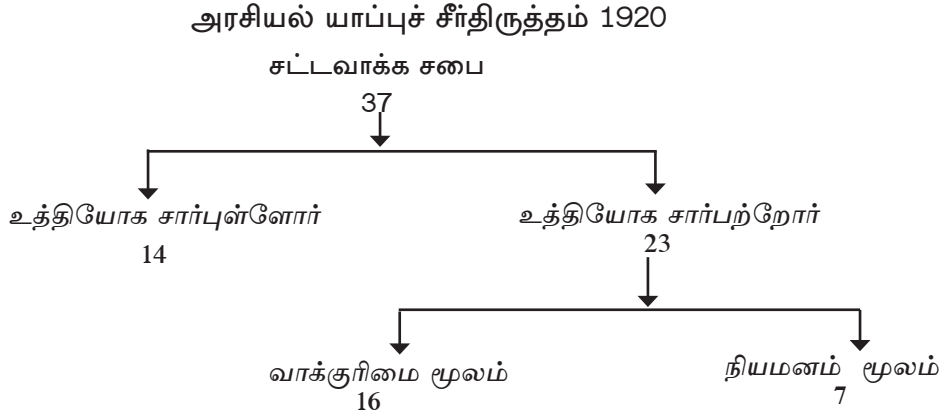 அரசியல் யாப்புச் சீர்திருத்தம் 1920
சட்டவாக்க சபை
37
உத்தியோக சார்புள்ளோர் உத்தியோக சார்பற்றோர்
14 23
வாக்குரிமை மூலம் நியமனம் மூலம்
16 7